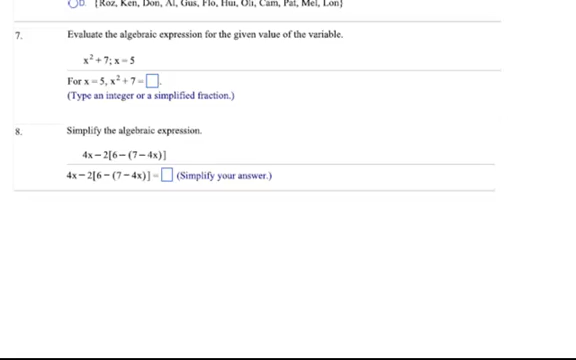 OD. {Roz, Ken, Don, Al, Gus, Flo, Hui, Oli, Cam, Pat, Mel, Lon}
7. Evaluate the algebraic expression for the given value of the variable.
x² + 7; x = 5
For x = 5, x² + 7 = .
(Type an integer or a simplified fraction.)
8. Simplify the algebraic expression.
4x − 2[6 − (7 − 4x)]
4x − 2[6 − (7 − 4x)] = (Simplify your answer.)